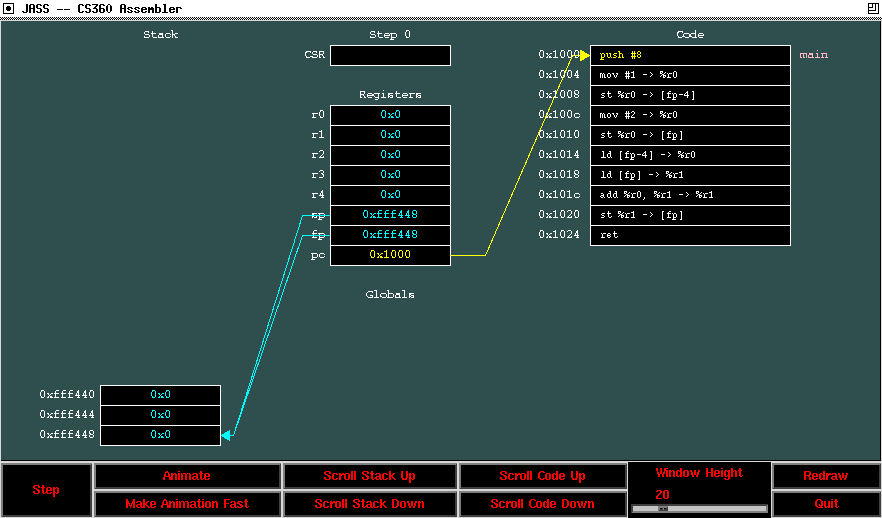 JASS -- CS360 Assembler
Stack Step 0 Code
CSR
0x1000 push #8 main
0x1004 mov #1 -> %r0
Registers 0x1008 st %r0 -> [fp-4]
r0 0x0 0x100c mov #2 -> %r0
r1 0x0 0x1010 st %r0 -> [fp]
r2 0x0 0x1014 ld [fp-4] -> %r0
r3 0x0 0x1018 ld [fp] -> %r1
r4 0x0 0x101c add %r0, %r1 -> %r1
sp 0xfff448 0x1020 st %r1 -> [fp]
fp 0xfff448 0x1024 ret
pc 0x1000
Globals
0xfff440 0x0
0xfff444 0x0
0xfff448 0x0
Step
Animate Scroll Stack Up Scroll Code Up Window Height Redraw
20
Make Animation Fast Scroll Stack Down Scroll Code Down Quit